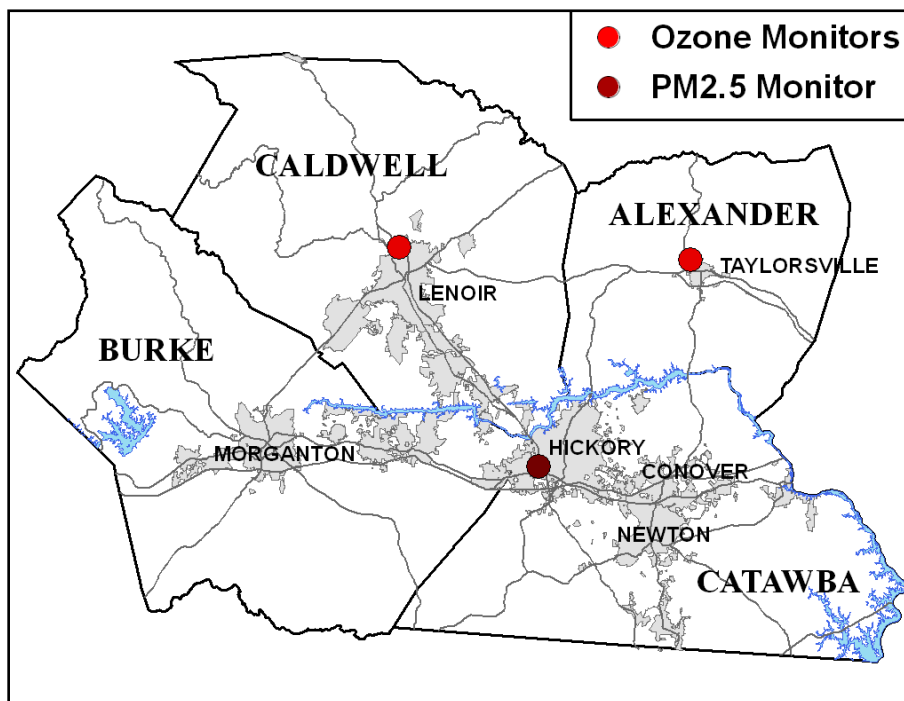 Ozone Monitors
PM2.5 Monitor
CALDWELL
ALEXANDER
TAYLORSVILLE
LENOIR
BURKE
HICKORY
MORGANTON
CONOVER
NEWTON
CATAWBA